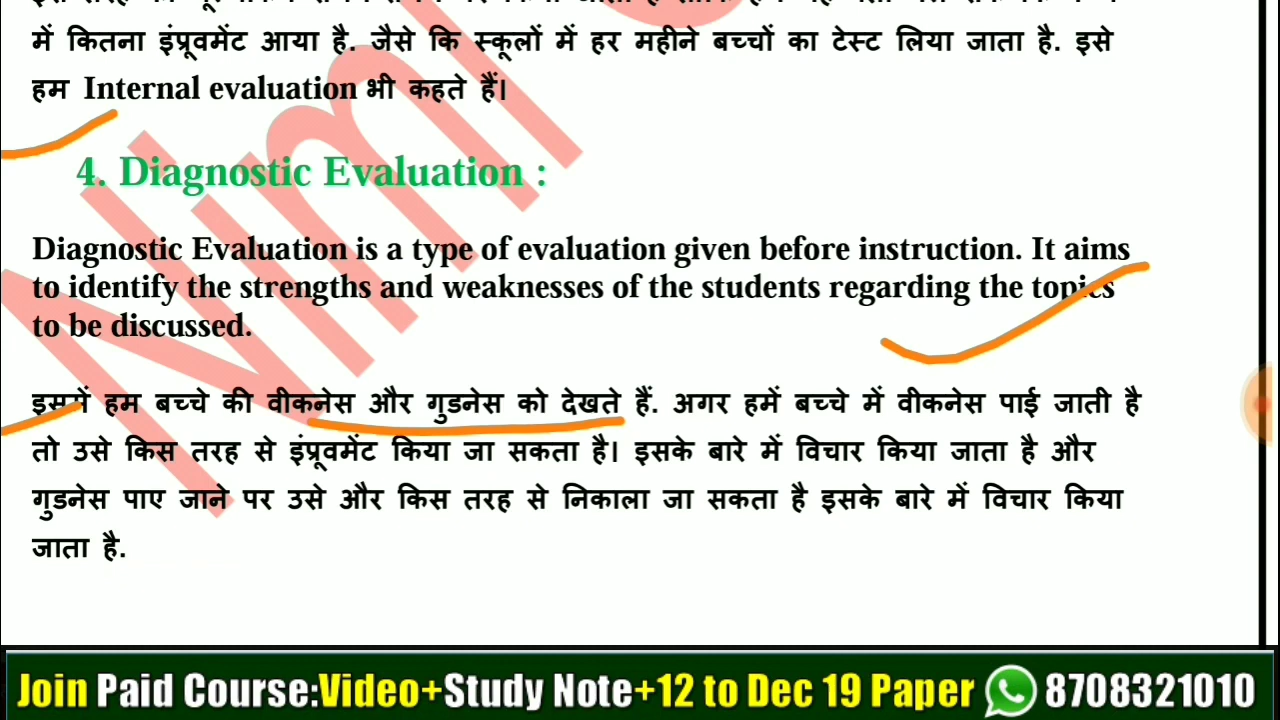 में कितना इंप्रूवमेंट आया है. जैसे कि स्कूलों में हर महीने बच्चों का टेस्ट लिया जाता है. इसे
हम Internal evaluation भी कहते हैं।
4. Diagnostic Evaluation :
Diagnostic Evaluation is a type of evaluation given before instruction. It aims
to identify the strengths and weaknesses of the students regarding the topics
to be discussed.
इसमें हम बच्चे की वीकनेस और गुडनेस को देखते हैं. अगर हमें बच्चे में वीकनेस पाई जाती है
तो उसे किस तरह से इंप्रूवमेंट किया जा सकता है। इसके बारे में विचार किया जाता है और
गुडनेस पाए जाने पर उसे और किस तरह से निकाला जा सकता है इसके बारे में विचार किया
जाता है.
Join Paid Course:Video+Study Note+12 to Dec 19 Paper 8708321010